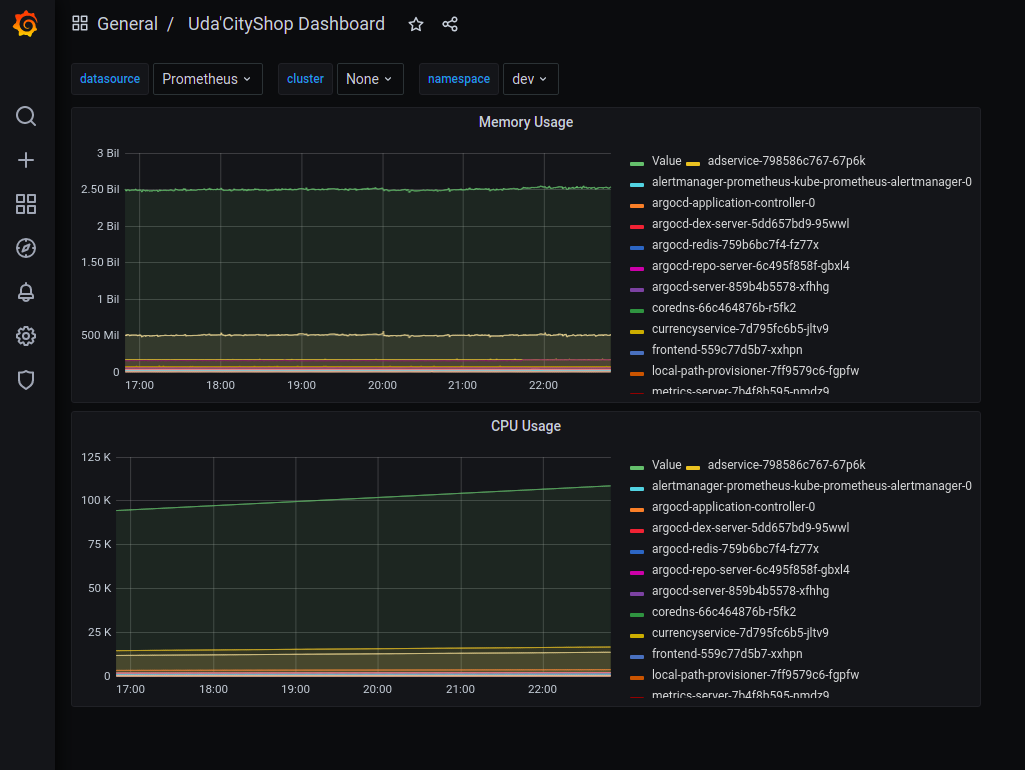 General / Uda'CityShop Dashboard
datasource Prometheus cluster None namespace dev
Memory Usage
3 Bil
2.50 Bil
2 Bil
1.50 Bil
1 Bil
500 Mil
0
17:00 18:00 19:00 20:00 21:00 22:00
Value adservice-798586c767-67p6k
alertmanager-prometheus-kube-prometheus-alertmanager-0
argocd-application-controller-0
argocd-dex-server-5dd657bd9-95wwl
argocd-redis-759b6bc7f4-fz77x
argocd-repo-server-6c495f858f-gbxl4
argocd-server-859b4b5578-xfhhg
coredns-66c464876b-r5fk2
currencyservice-7d795fc6b5-jltv9
frontend-559c77d5b7-xxhpn
local-path-provisioner-7ff9579c6-fgpfw
metrics-server-7b4f8b595-nmdz9
CPU Usage
125 K
100 K
75 K
50 K
25 K
0
17:00 18:00 19:00 20:00 21:00 22:00
Value adservice-798586c767-67p6k
alertmanager-prometheus-kube-prometheus-alertmanager-0
argocd-application-controller-0
argocd-dex-server-5dd657bd9-95wwl
argocd-redis-759b6bc7f4-fz77x
argocd-repo-server-6c495f858f-gbxl4
argocd-server-859b4b5578-xfhhg
coredns-66c464876b-r5fk2
currencyservice-7d795fc6b5-jltv9
frontend-559c77d5b7-xxhpn
local-path-provisioner-7ff9579c6-fgpfw
metrics-server-7b4f8b595-nmdz9